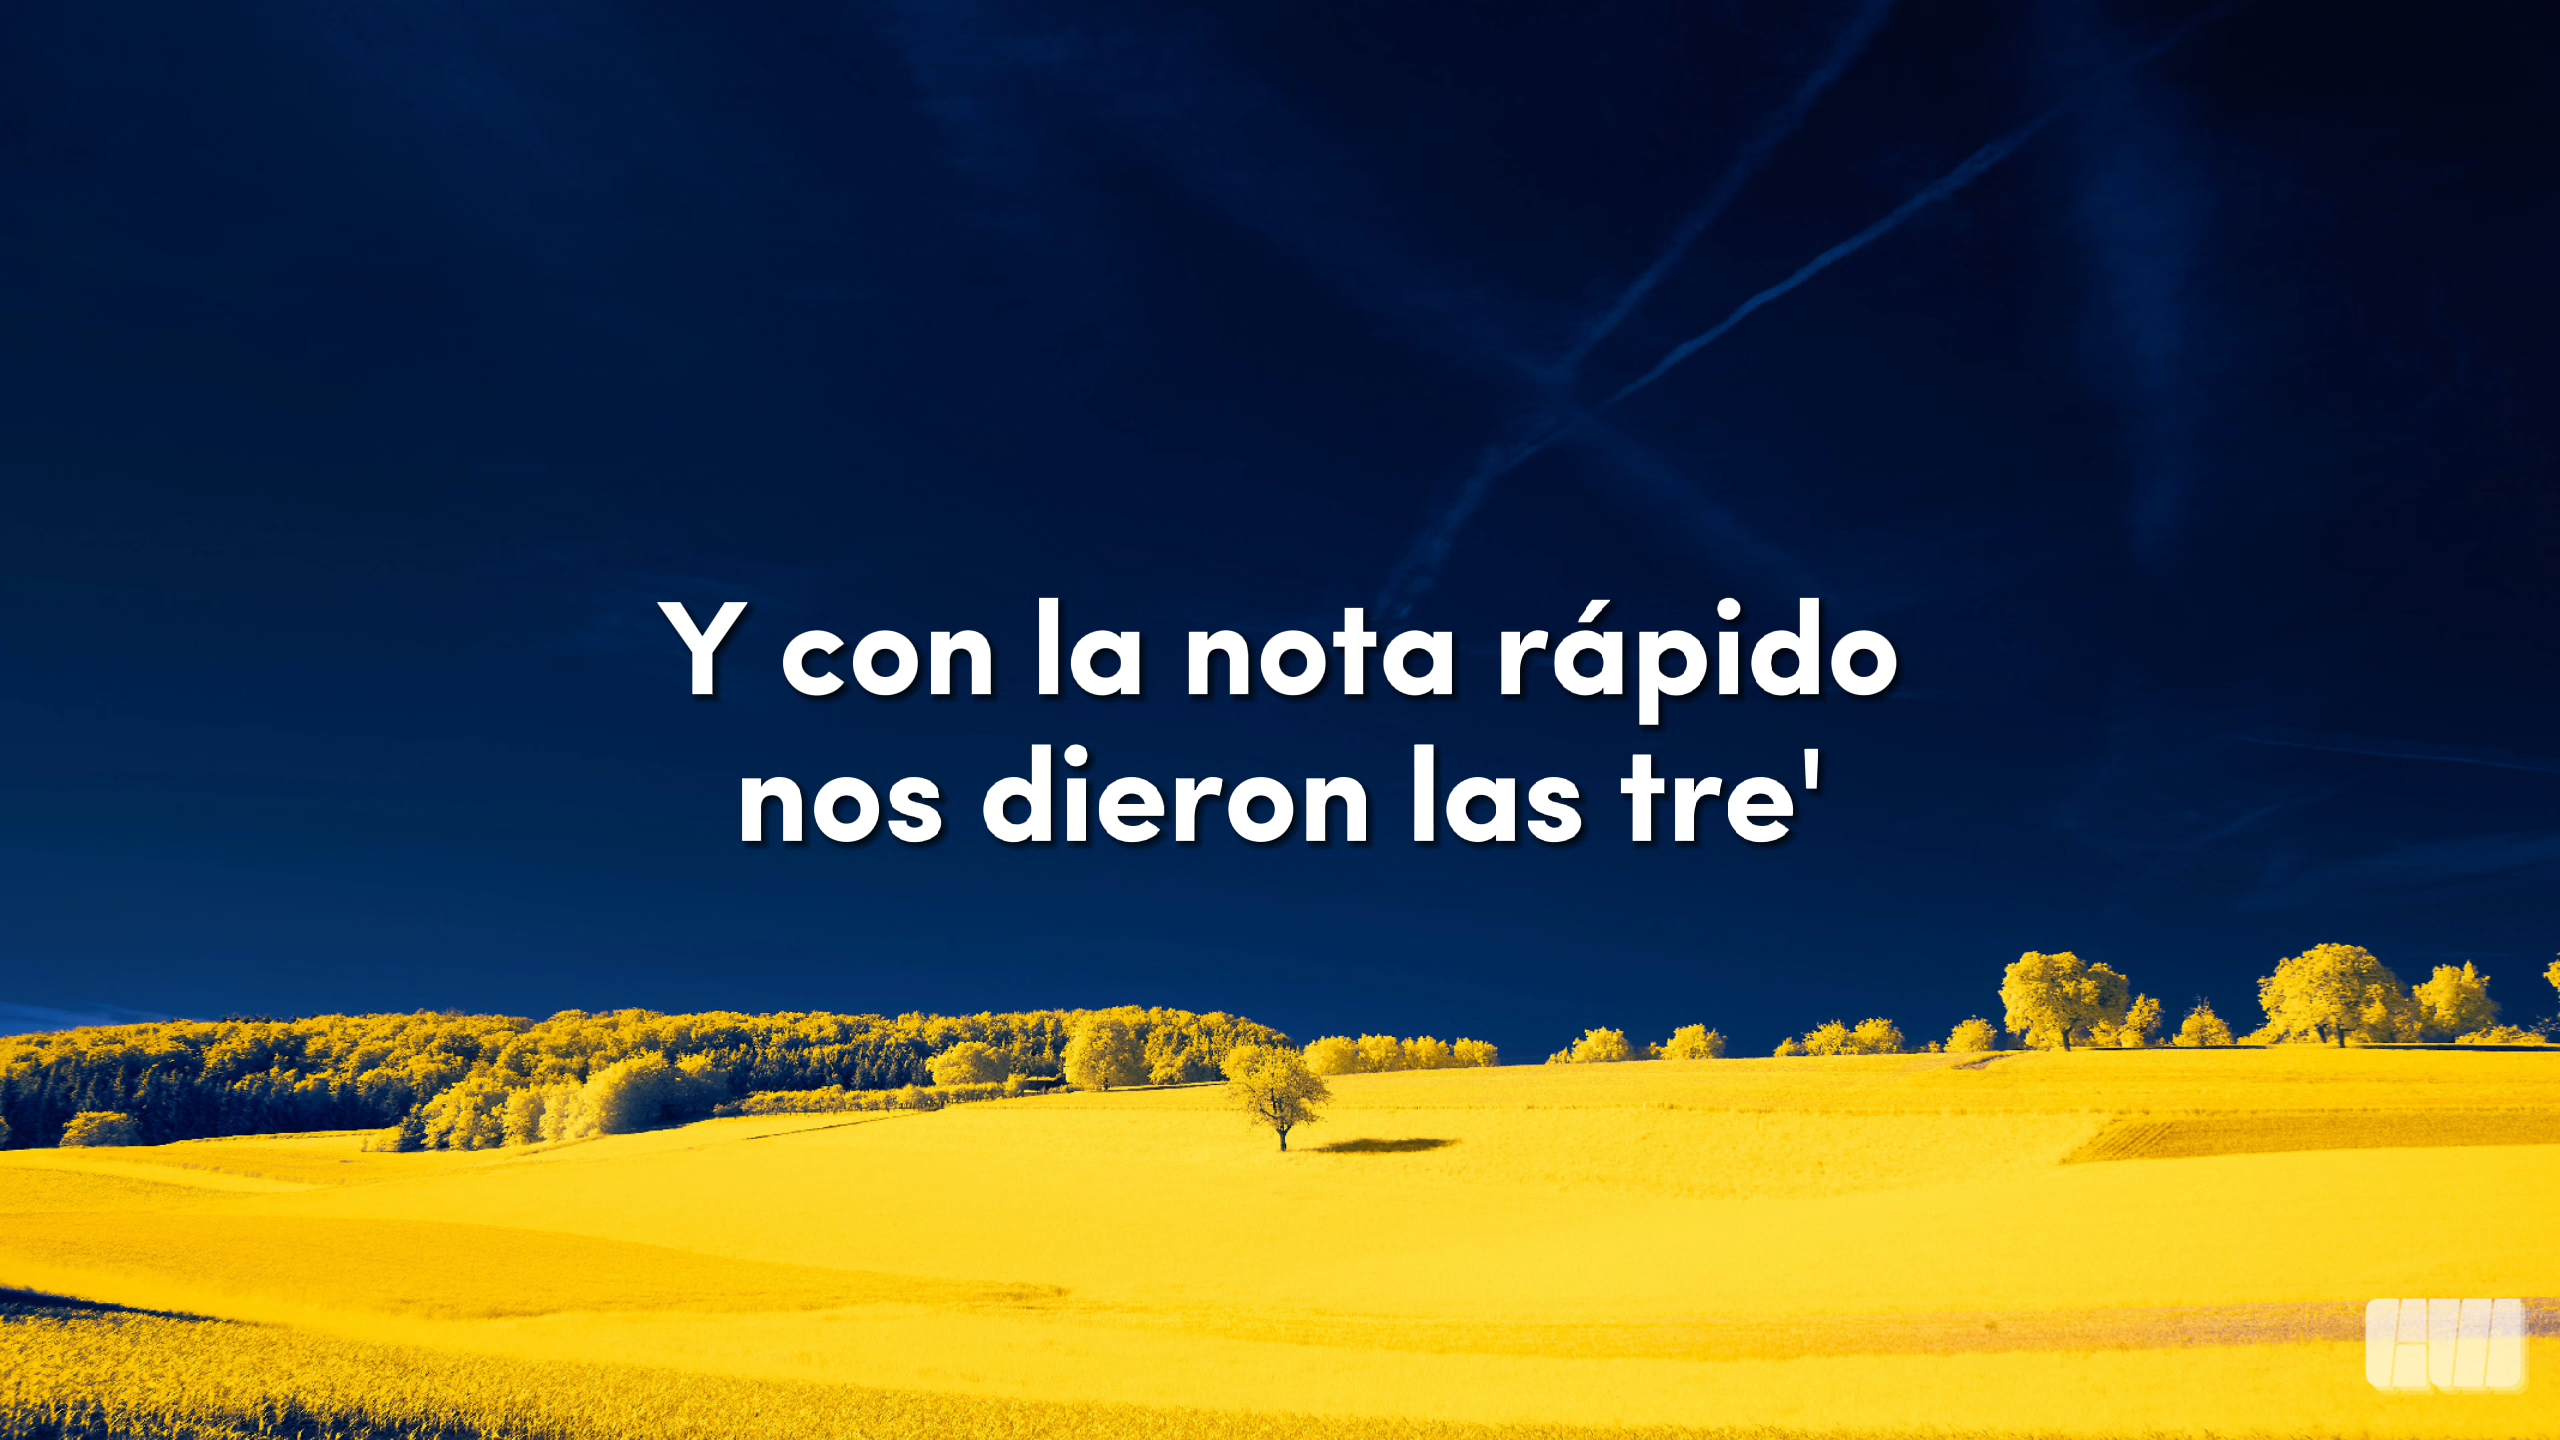 Y con la nota rápido
nos dieron las tre'